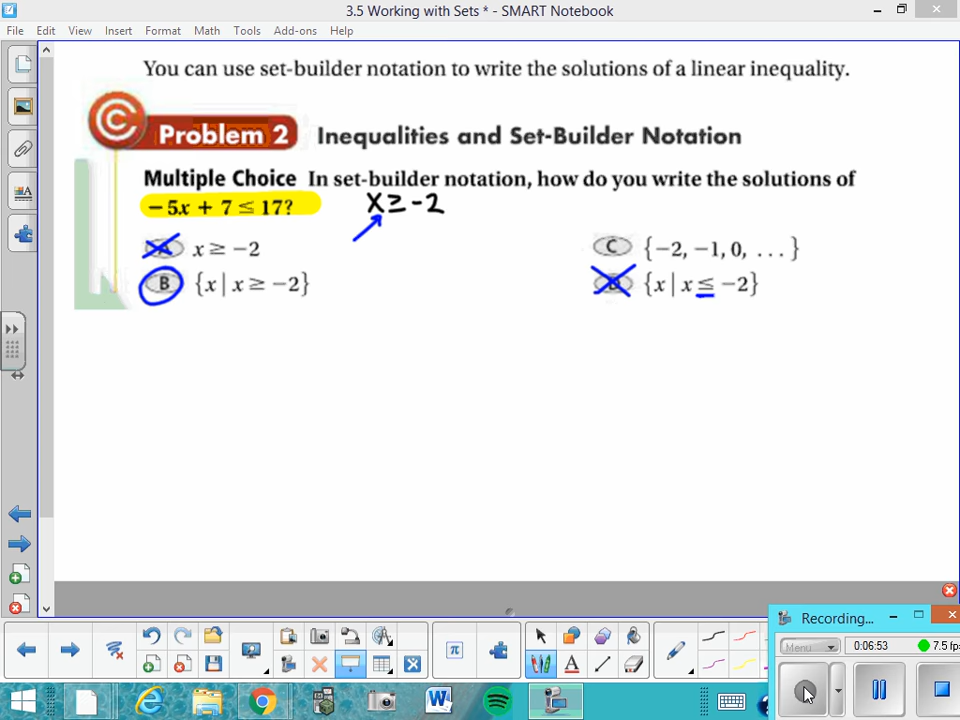 3.5 Working with Sets * - SMART Notebook
File Edit View Insert Format Math Tools Add-ons Help
You can use set-builder notation to write the solutions of a linear inequality.
C Problem 2 Inequalities and Set-Builder Notation
Multiple Choice In set-builder notation, how do you write the solutions of
−5x + 7 ≤ 17? x ≥ -2
A x ≥ −2
B {x | x ≥ −2}
C {−2, −1, 0, . . . }
D {x | x ≤ −2}
Recording...
Menu 0:06:53 7.5 fp
π
A
W